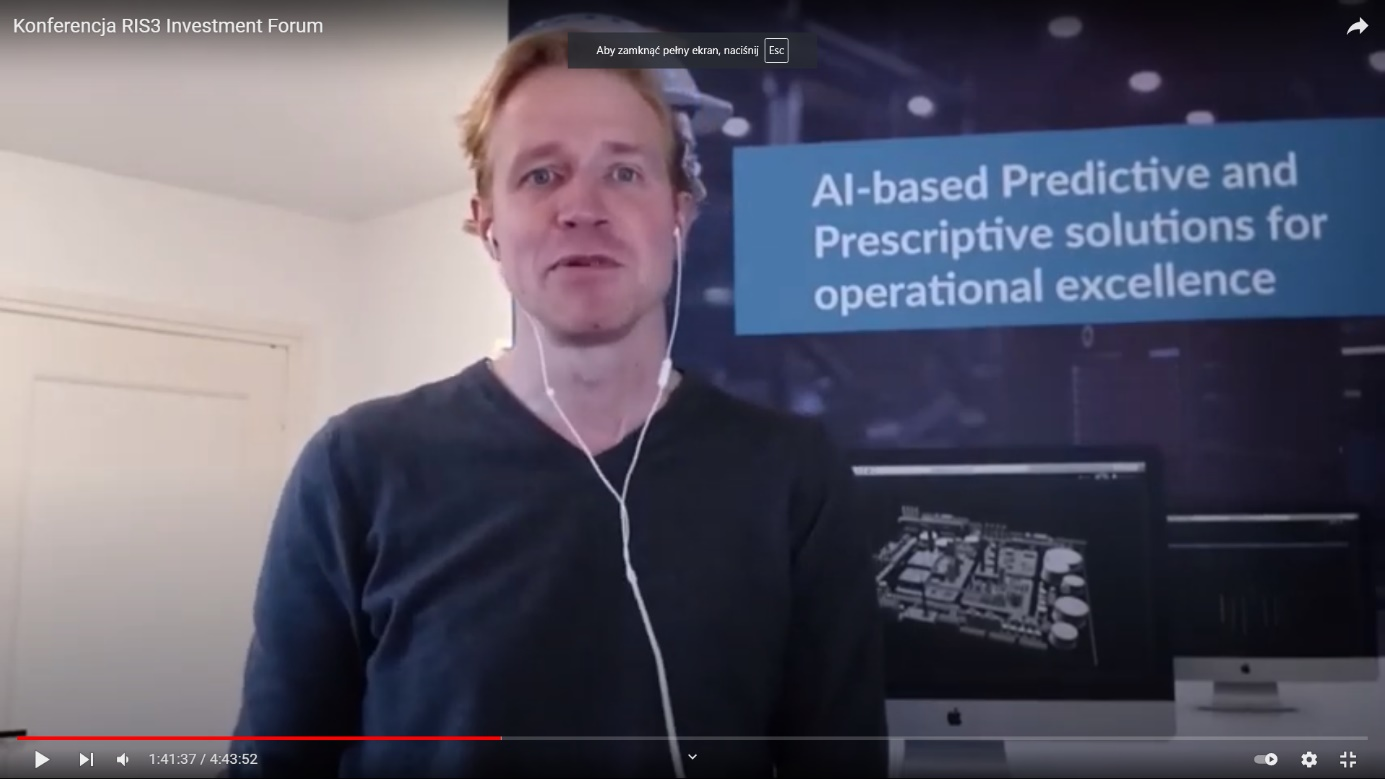 Konferencja RIS3 Investment Forum
Aby zamknąć pełny ekran, naciśnij Esc
AI-based Predictive and
Prescriptive solutions for
operational excellence
1:41:37 / 4:43:52